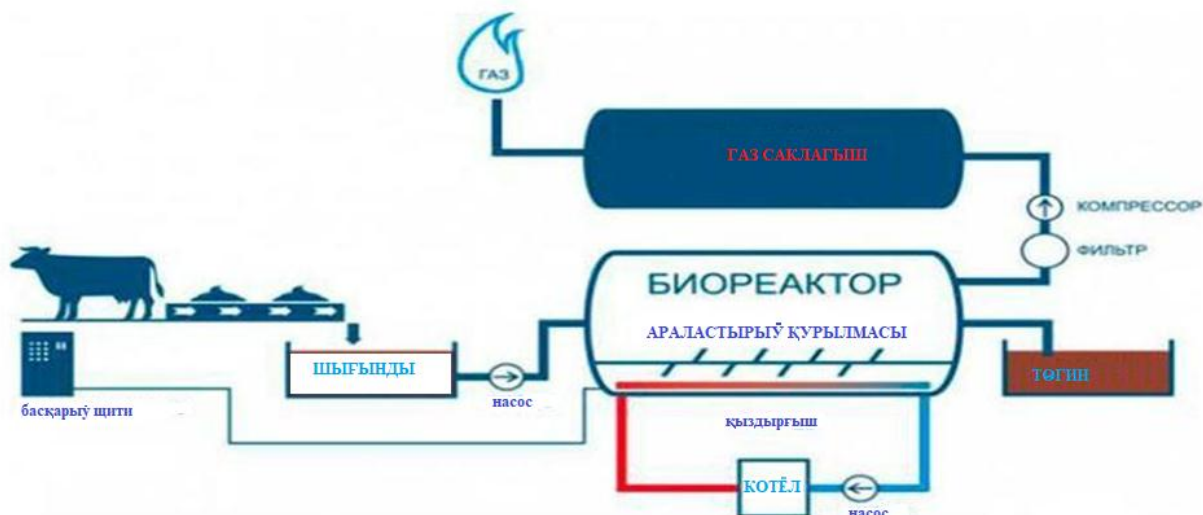 ГАЗ
ГАЗ САКЛАГЫШ
КОМПРЕССОР
ФИЛЬТР
БИОРЕАКТОР
АРАЛАСТЫРЫЎ ҚУРЫЛМАСЫ
ШЫҒЫНДЫ
ТӨГИН
басқарыў щити
насос
қыздырғыш
КОТЁЛ
насос